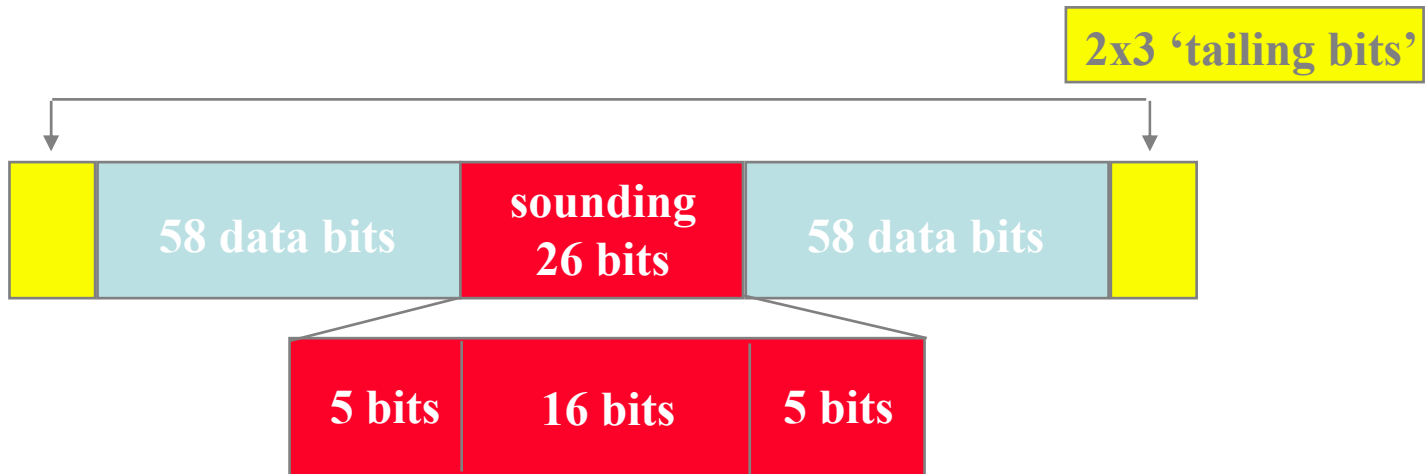 2x3 ‘tailing bits’
58 data bits
sounding
26 bits
58 data bits
5 bits
16 bits
5 bits